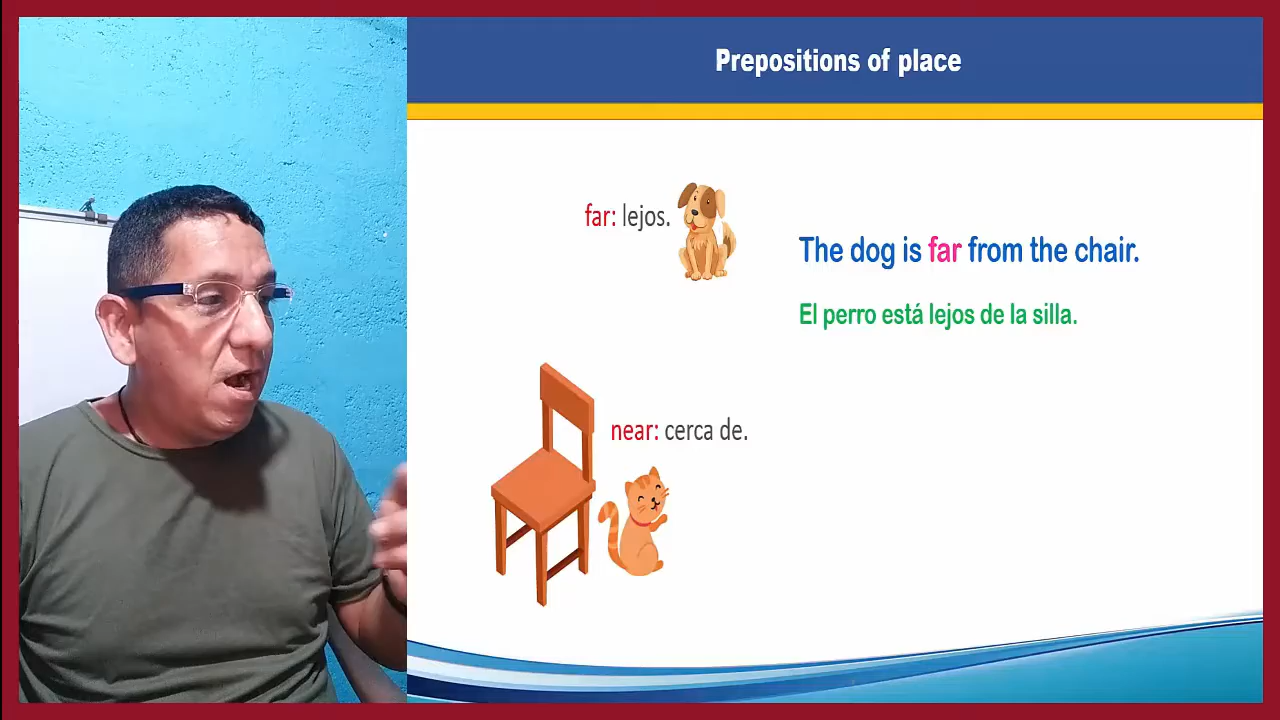 Prepositions of place
far: lejos.
The dog is far from the chair.
El perro está lejos de la silla.
near: cerca de.